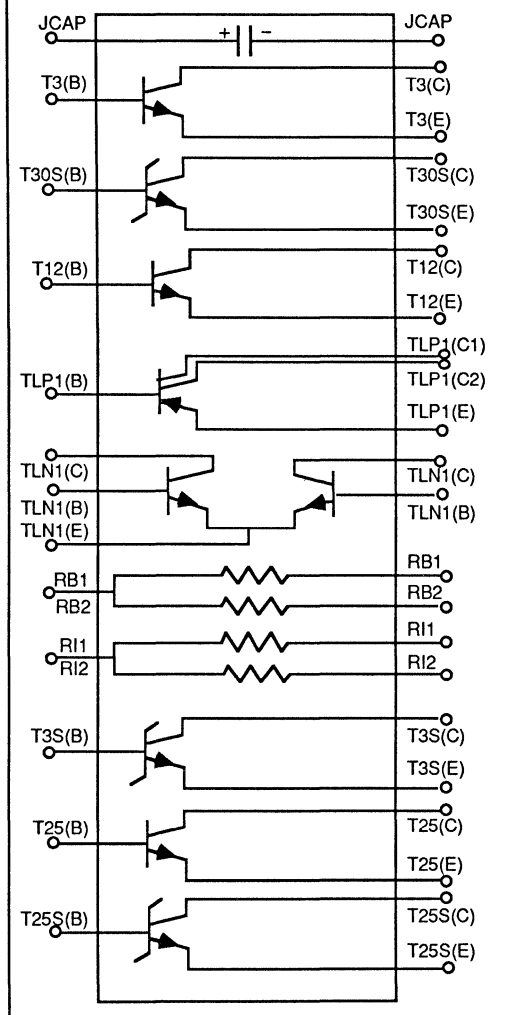 JCAP
JCAP
+ −
T3(B)
T3(C)
T3(E)
T30S(B)
T30S(C)
T30S(E)
T12(B)
T12(C)
T12(E)
TLP1(B)
TLP1(C1)
TLP1(C2)
TLP1(E)
TLN1(C)
TLN1(C)
TLN1(B)
TLN1(B)
TLN1(E)
RB1
RB1
RB2
RB2
RI1
RI1
RI2
RI2
T3S(B)
T3S(C)
T3S(E)
T25(B)
T25(C)
T25(E)
T25S(B)
T25S(C)
T25S(E)